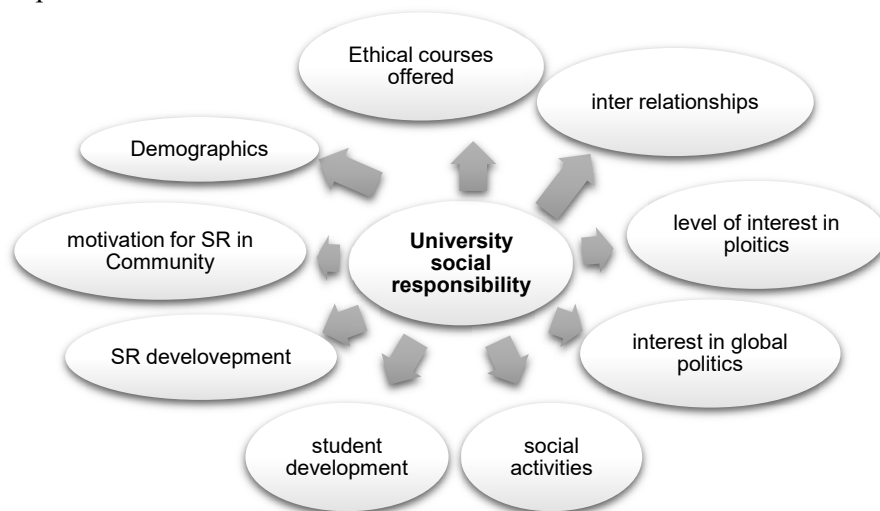 Ethical courses
offered
inter relationships
Demographics
level of interest in
ploitics
motivation for SR in
Community
University
social
responsibility
SR develovepment
interest in global
politics
student
development
social
activities